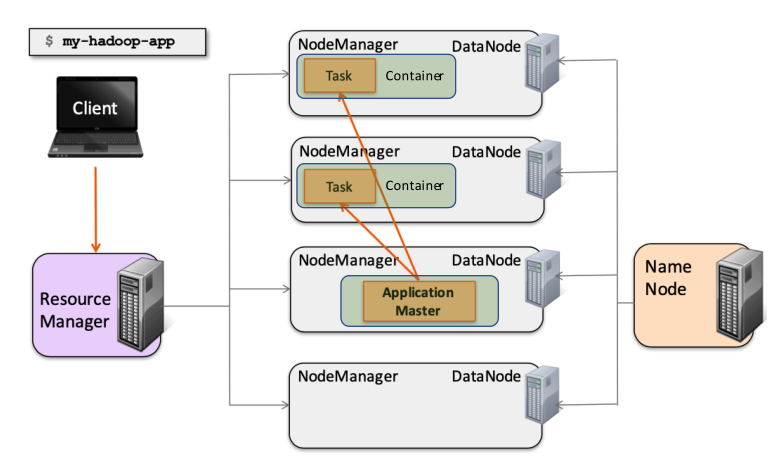 $ my-hadoop-app
Client
Resource
Manager
NodeManager DataNode
Task Container
NodeManager DataNode
Task Container
NodeManager DataNode
Application
Master
NodeManager DataNode
Name
Node